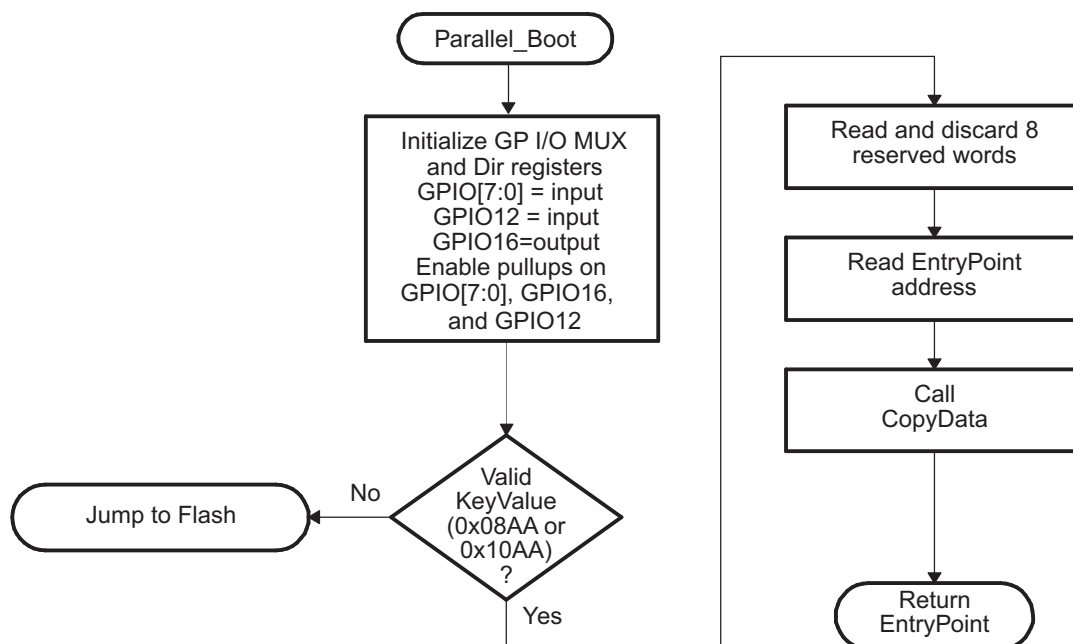 Parallel_Boot
Initialize GP I/O MUX
and Dir registers
GPIO[7:0] = input
GPIO12 = input
GPIO16=output
Enable pullups on
GPIO[7:0], GPIO16,
and GPIO12
Valid
KeyValue
(0x08AA or
0x10AA)
?
No
Jump to Flash
Yes
Read and discard 8
reserved words
Read EntryPoint
address
Call
CopyData
Return
EntryPoint